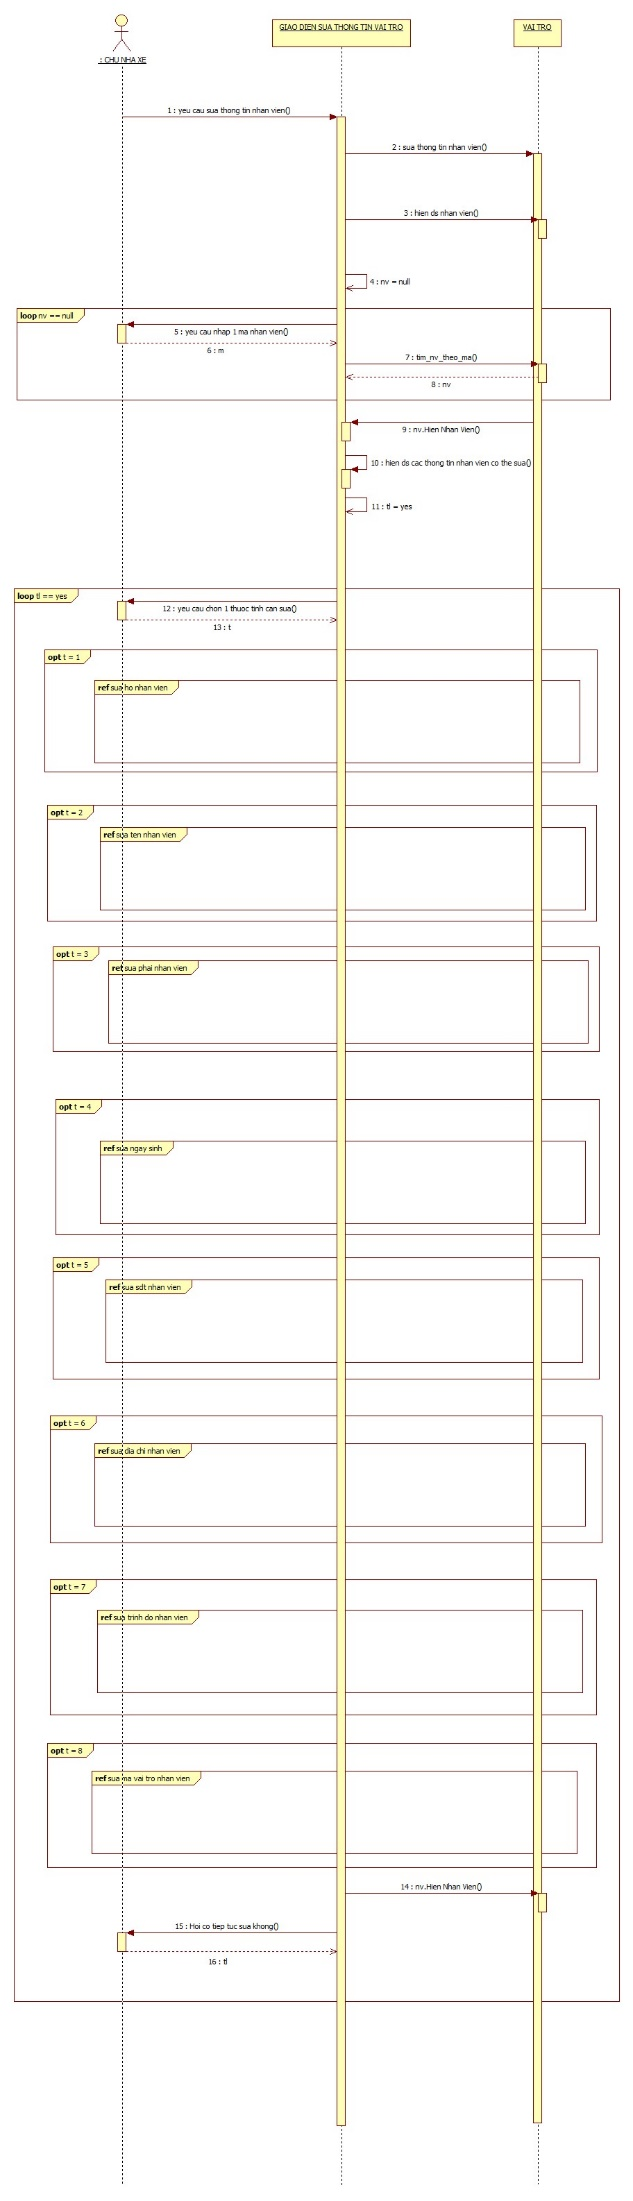 GIAO DIEN SUA THONG TIN VAI TRO
VAI TRO
: CHU NHA XE
1 : yeu cau sua thong tin nhan vien()
2 : sua thong tin nhan vien()
3 : hien ds nhan vien()
4 : nv = null
loop nv == null
5 : yeu cau nhap 1 ma nhan vien()
6 : m
7 : tim_nv_theo_ma()
8 : nv
9 : nv.Hien Nhan Vien()
10 : hien ds cac thong tin nhan vien co the sua()
11 : tl = yes
loop tl == yes
12 : yeu cau chon 1 thuoc tinh can sua()
13 : t
opt t = 1
ref sua ho nhan vien
opt t = 2
ref sua ten nhan vien
opt t = 3
ref sua phai nhan vien
opt t = 4
ref sua ngay sinh
opt t = 5
ref sua sdt nhan vien
opt t = 6
ref sua dia chi nhan vien
opt t = 7
ref sua trinh do nhan vien
opt t = 8
ref sua ma vai tro nhan vien
14 : nv.Hien Nhan Vien()
15 : Hoi co tiep tuc sua khong()
16 : tl